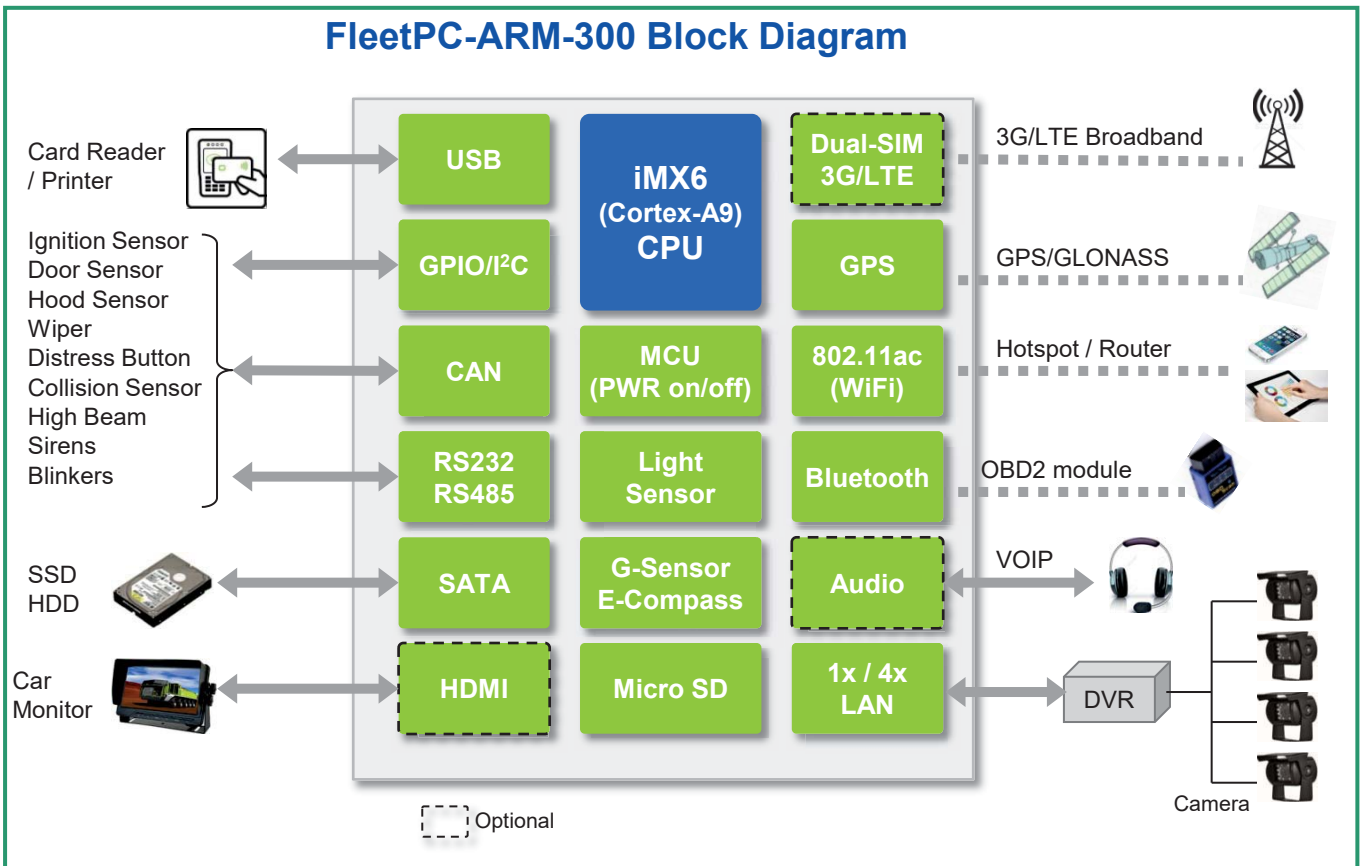 FleetPC-ARM-300 Block Diagram
Card Reader
/ Printer
Ignition Sensor
Door Sensor
Hood Sensor
Wiper
Distress Button
Collision Sensor
High Beam
Sirens
Blinkers
SSD
HDD
Car
Monitor
USB
GPIO/I²C
CAN
RS232
RS485
SATA
HDMI
iMX6
(Cortex-A9)
CPU
MCU
(PWR on/off)
Light
Sensor
G-Sensor
E-Compass
Micro SD
Dual-SIM
3G/LTE
GPS
802.11ac
(WiFi)
Bluetooth
Audio
1x / 4x
LAN
3G/LTE Broadband
GPS/GLONASS
Hotspot / Router
OBD2 module
VOIP
DVR
Camera
Optional